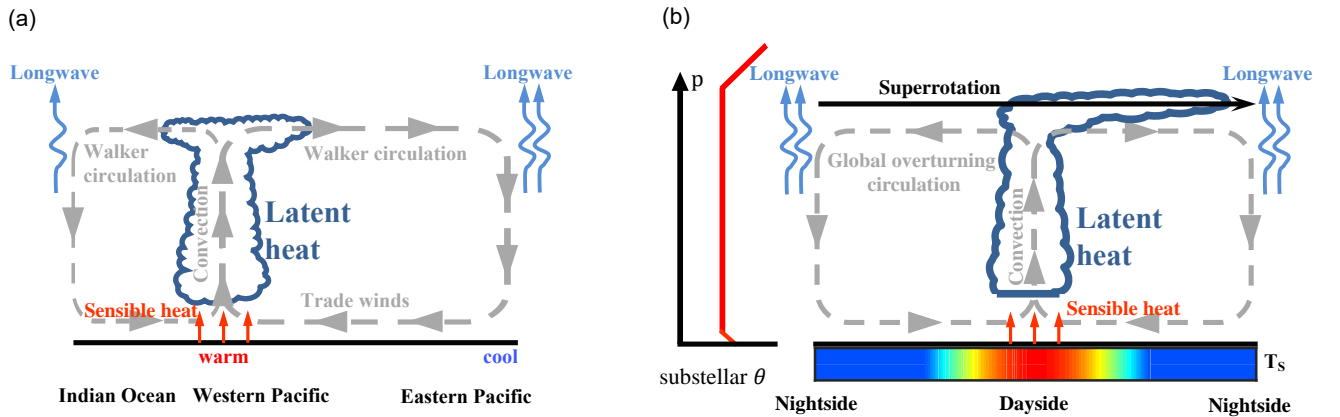 (a)
Longwave
Longwave
Walker
circulation
Walker circulation
Convection
Latent
heat
Sensible heat
Trade winds
warm
cool
Indian Ocean
Western Pacific
Eastern Pacific
(b)
p
Longwave
Longwave
Superrotation
Global overturning
circulation
Convection
Latent
heat
Sensible heat
substellar θ
T_S
Nightside
Dayside
Nightside